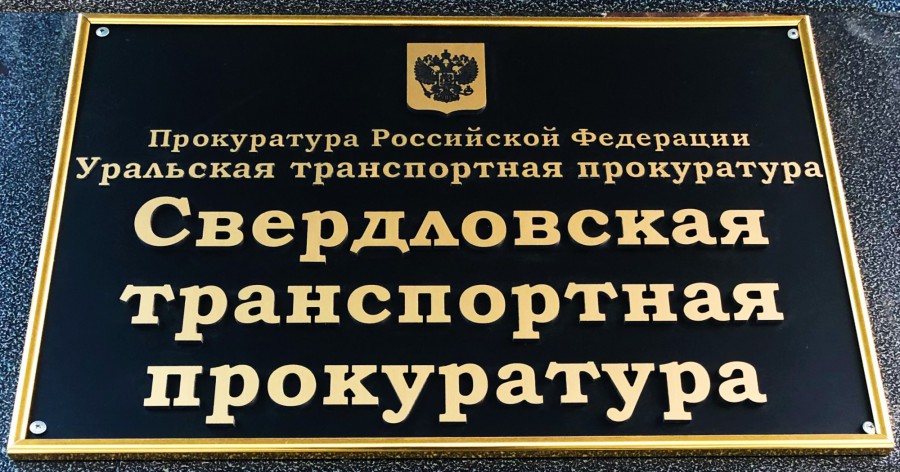 Прокуратура Российской Федерации
Уральская транспортная прокуратура
Свердловская
транспортная
прокуратура